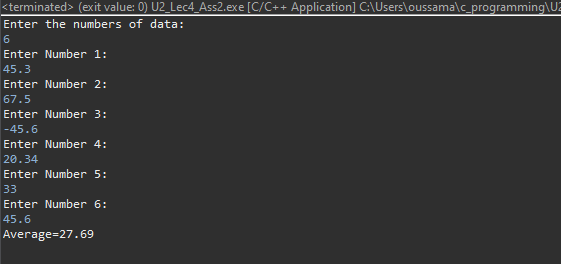 <terminated> (exit value: 0) U2_Lec4_Ass2.exe [C/C++ Application] C:\Users\oussama\c_programming\U2
Enter the numbers of data:
6
Enter Number 1:
45.3
Enter Number 2:
67.5
Enter Number 3:
-45.6
Enter Number 4:
20.34
Enter Number 5:
33
Enter Number 6:
45.6
Average=27.69